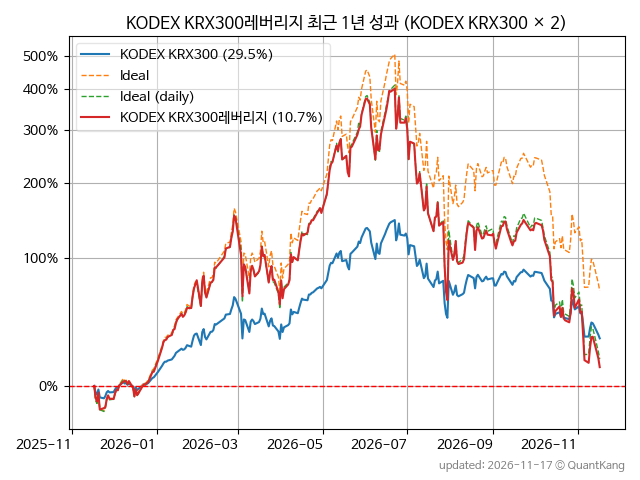 KODEX KRX300레버리지 최근 1년 성과 (KODEX KRX300 × 2)
KODEX KRX300 (29.5%)
Ideal
Ideal (daily)
KODEX KRX300레버리지 (10.7%)
500%
400%
300%
200%
100%
0%
2025-11
2026-01
2026-03
2026-05
2026-07
2026-09
2026-11
updated: 2026-11-17 © QuantKang